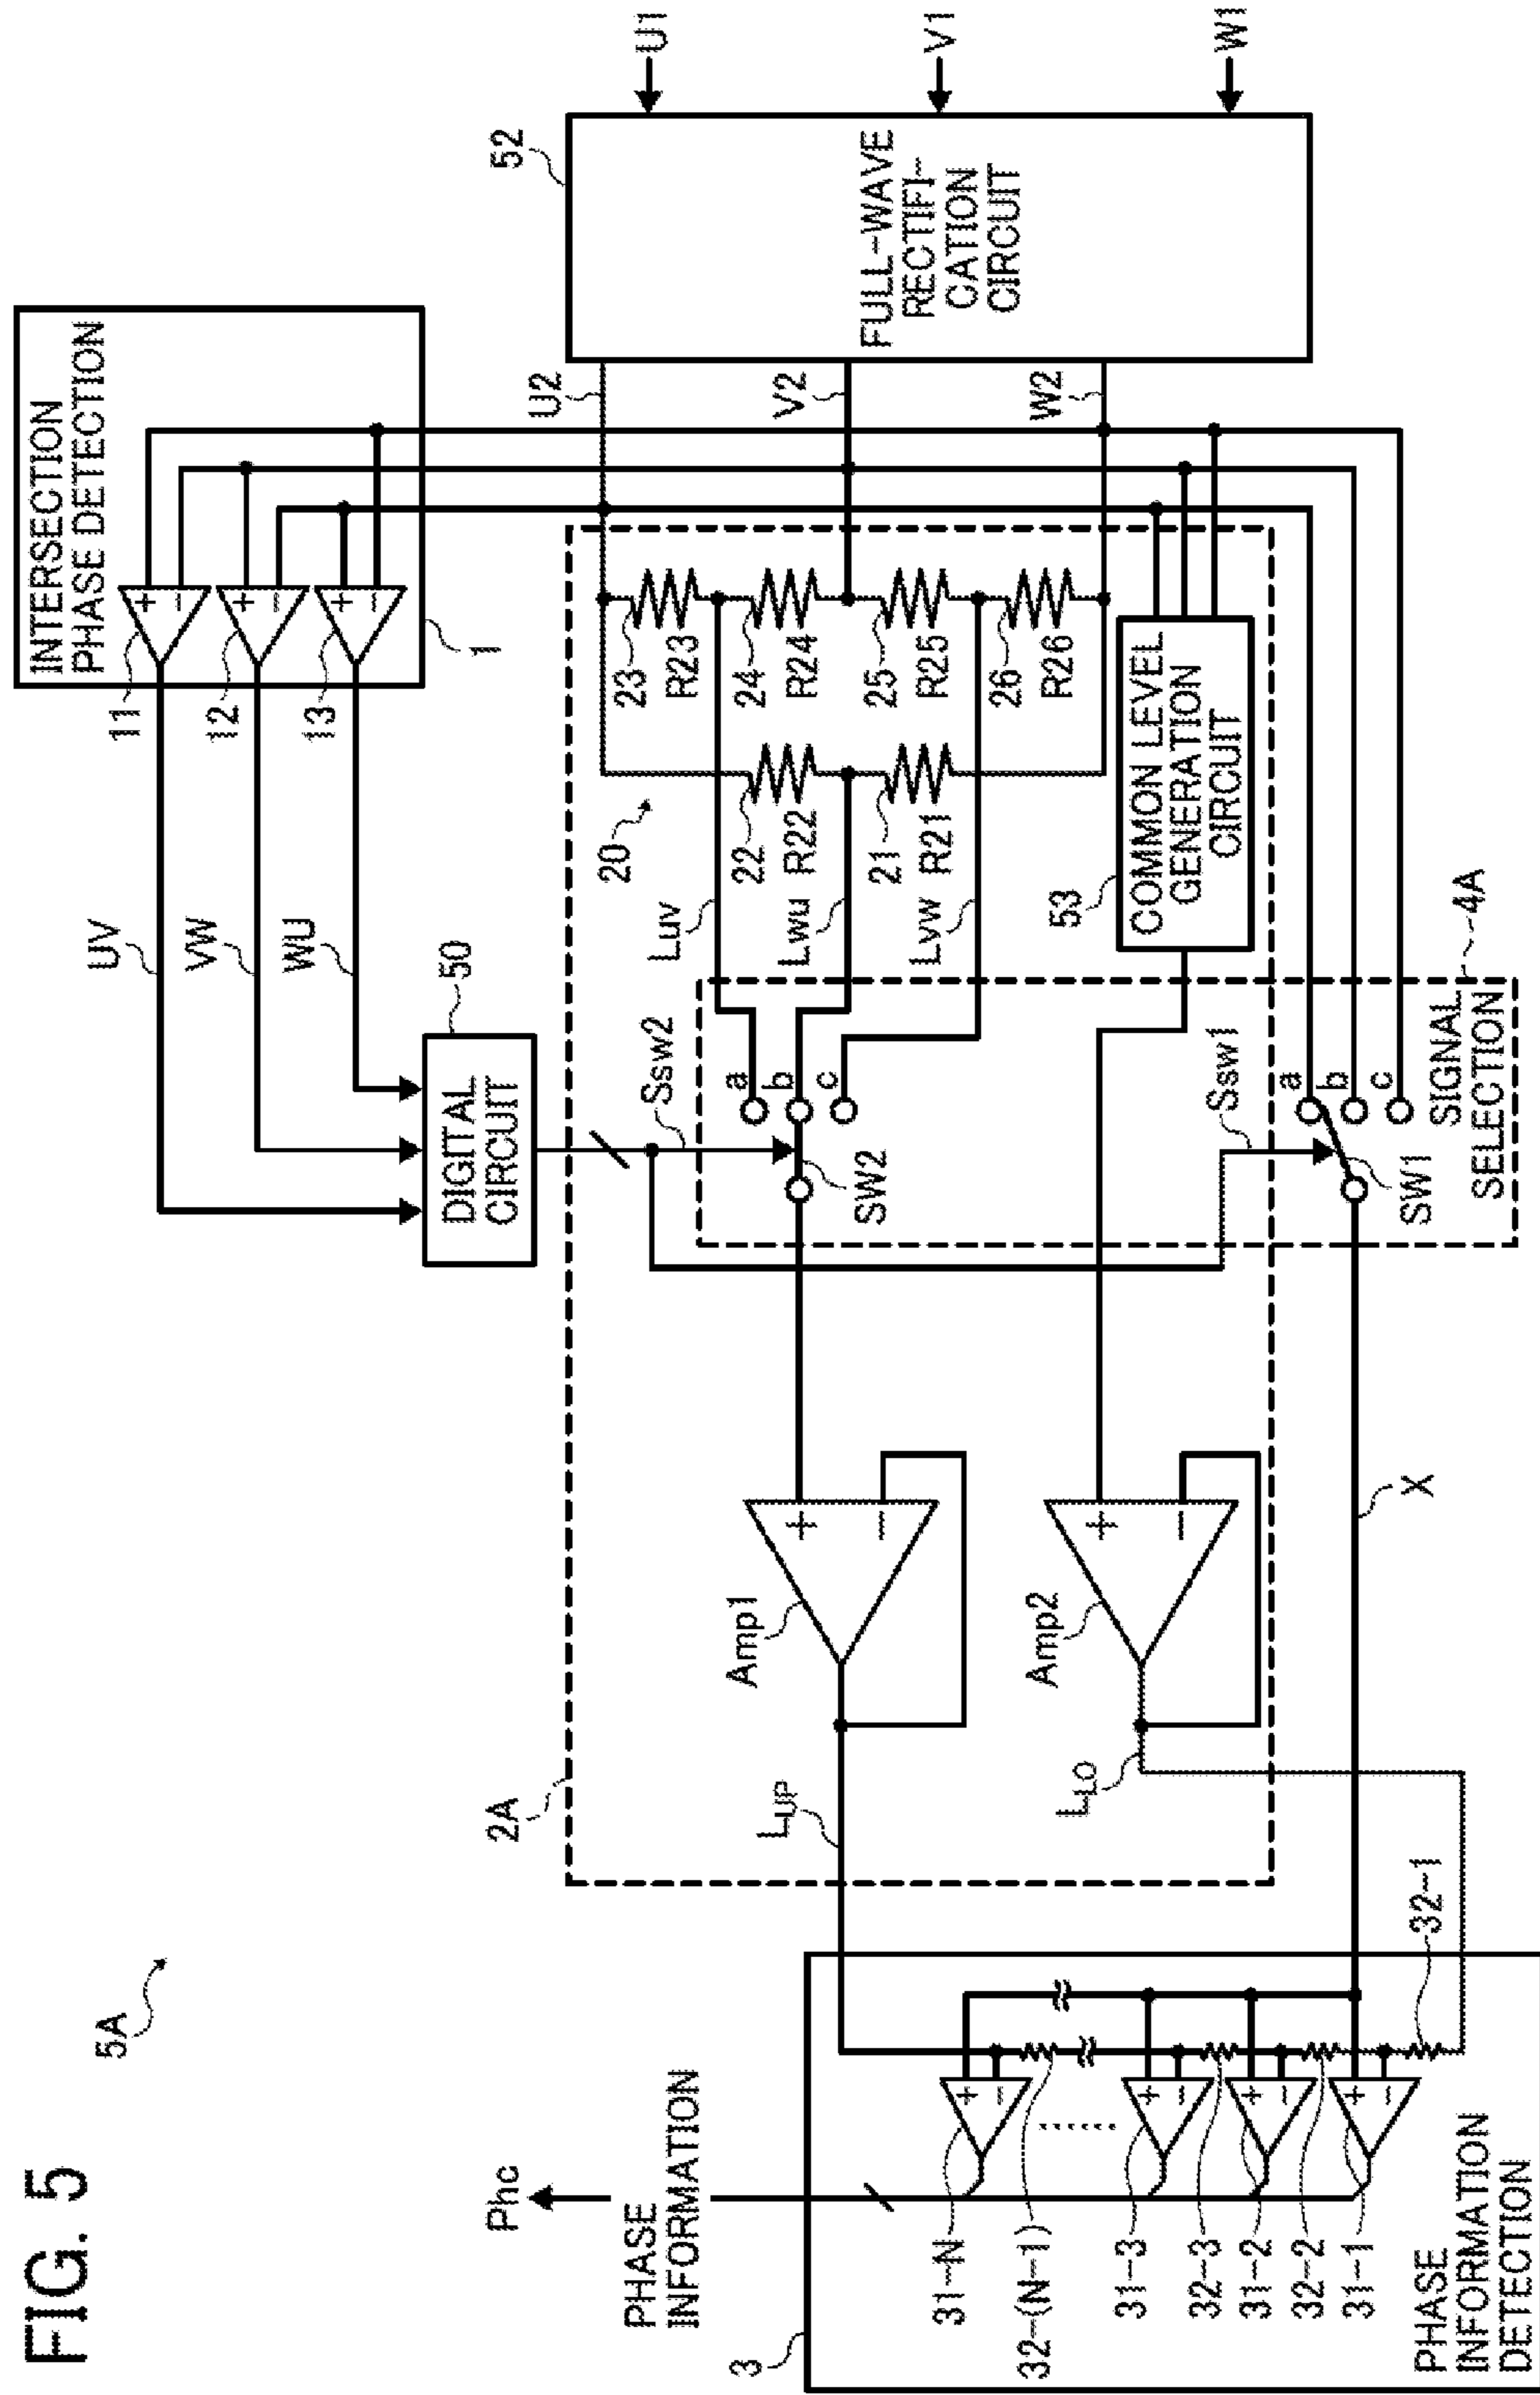 FIG. 5
5A
INTERSECTION
PHASE DETECTION
+
−
+
−
+
−
11
12
13
1
UV
VW
WU
50
DIGITAL
CIRCUIT
52
FULL-WAVE
RECTIFI-
CATION
CIRCUIT
U1
V1
W1
U2
V2
W2
2A
20
23
R23
24
R24
25
R25
26
R26
22
R22
21
R21
Luv
Lwu
Lvw
53
COMMON LEVEL
GENERATION
CIRCUIT
4A
SIGNAL
SELECTION
Ssw2
a
b
c
SW2
Ssw1
a
b
c
SW1
Amp1
+
−
Amp2
+
−
LUP
LLO
X
Phc
PHASE
INFORMATION
3
31-N
32-(N-1)
31-3
32-3
31-2
32-2
31-1
32-1
+
−
+
−
+
−
+
−
PHASE
INFORMATION
DETECTION